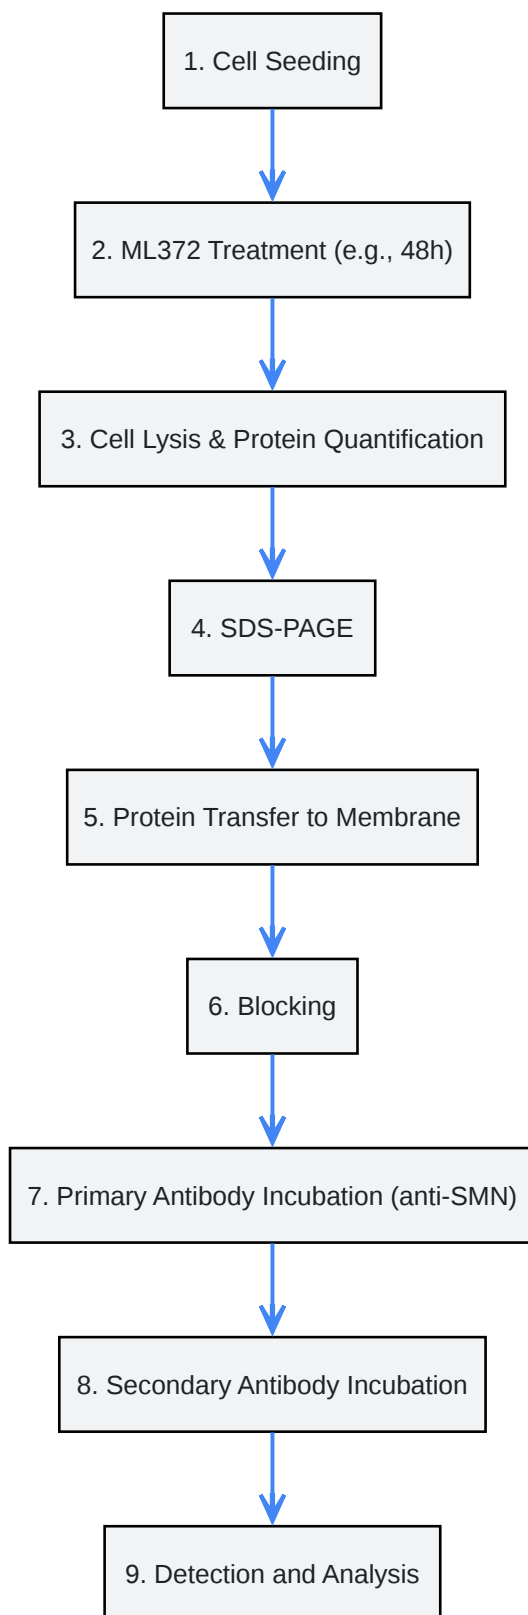 1. Cell Seeding
2. ML372 Treatment (e.g., 48h)
3. Cell Lysis & Protein Quantification
4. SDS-PAGE
5. Protein Transfer to Membrane
6. Blocking
7. Primary Antibody Incubation (anti-SMN)
8. Secondary Antibody Incubation
9. Detection and Analysis